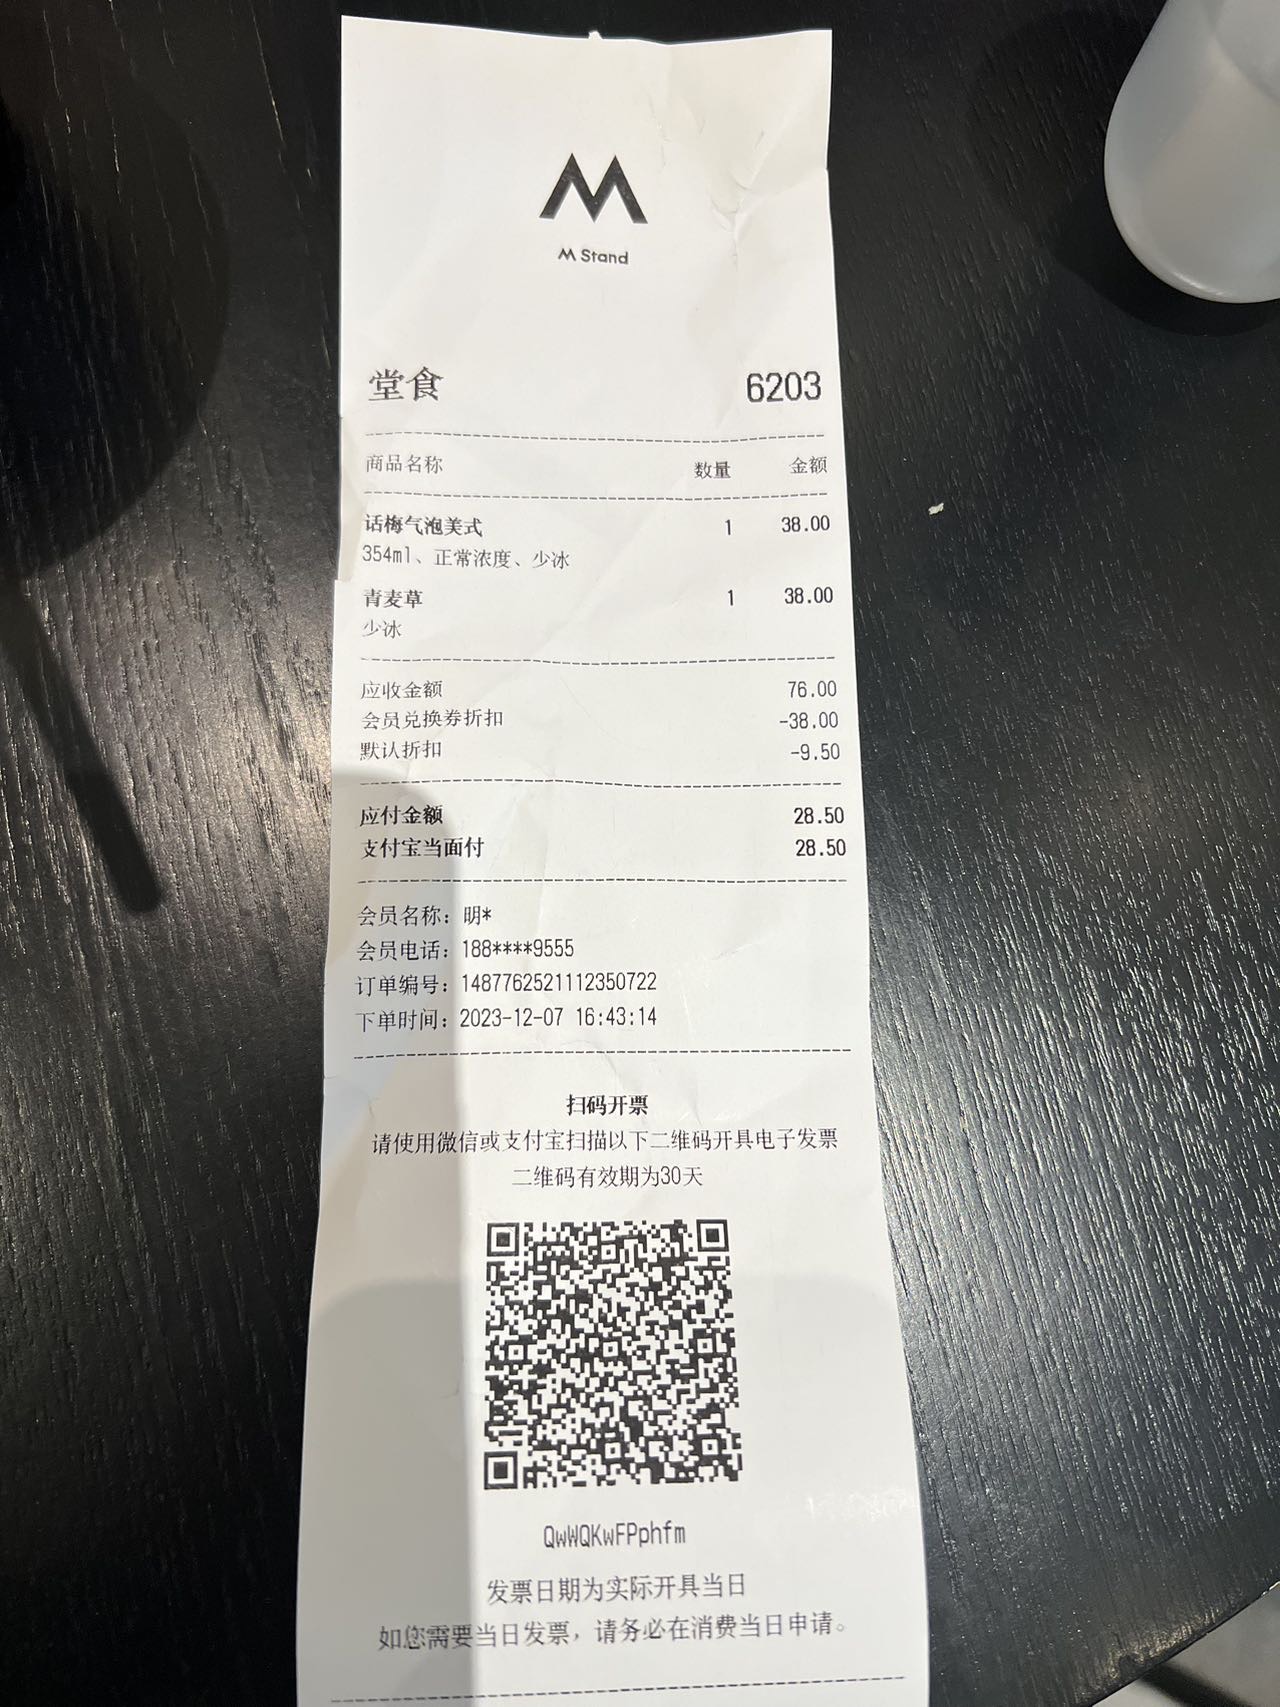 M
M Stand
堂食 6203
商品名称 数量 金额
话梅气泡美式 1 38.00
354ml、正常浓度、少冰
青麦草 1 38.00
少冰
应收金额 76.00
会员兑换券折扣 -38.00
默认折扣 -9.50
应付金额 28.50
支付宝当面付 28.50
会员名称：明*
会员电话：188****9555
订单编号：1487762521112350722
下单时间：2023-12-07 16:43:14
扫码开票
请使用微信或支付宝扫描以下二维码开具电子发票
二维码有效期为30天
QwWQKwFPphfm
发票日期为实际开具当日
如您需要当日发票，请务必在消费当日申请。